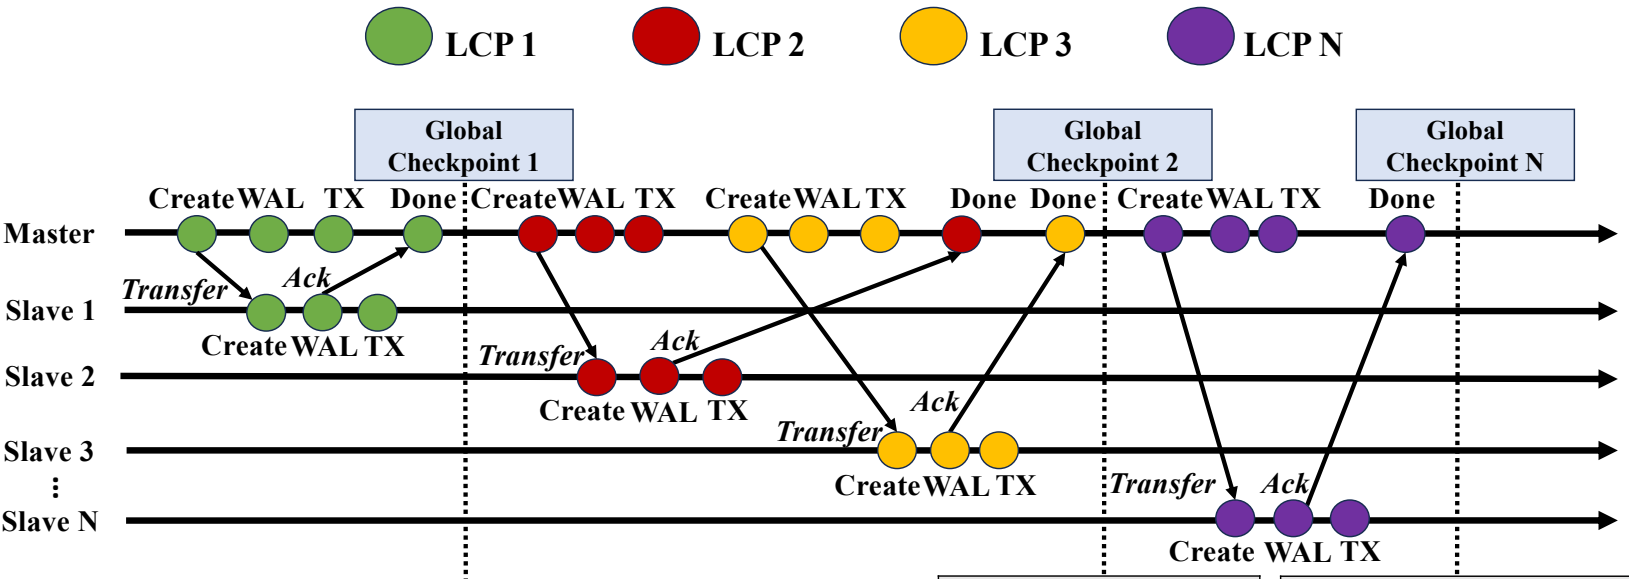 LCP 1 LCP 2 LCP 3 LCP N
Global
Checkpoint 1
Global
Checkpoint 2
Global
Checkpoint N
Create WAL TX Done Create WAL TX Create WAL TX Done Done Create WAL TX Done
Master
Transfer Ack
Slave 1
Create WAL TX
Transfer Ack
Slave 2
Create WAL TX
Transfer Ack
Slave 3
Create WAL TX
Transfer Ack
⋮
Slave N
Create WAL TX